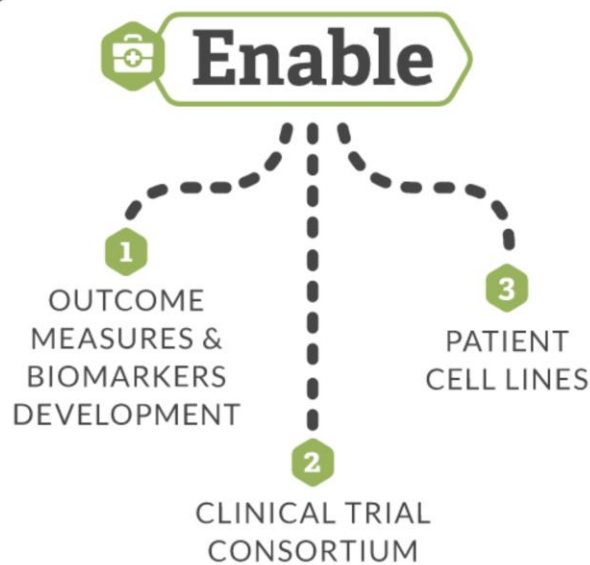 Enable
1
OUTCOME
MEASURES &
BIOMARKERS
DEVELOPMENT
2
CLINICAL TRIAL
CONSORTIUM
3
PATIENT
CELL LINES